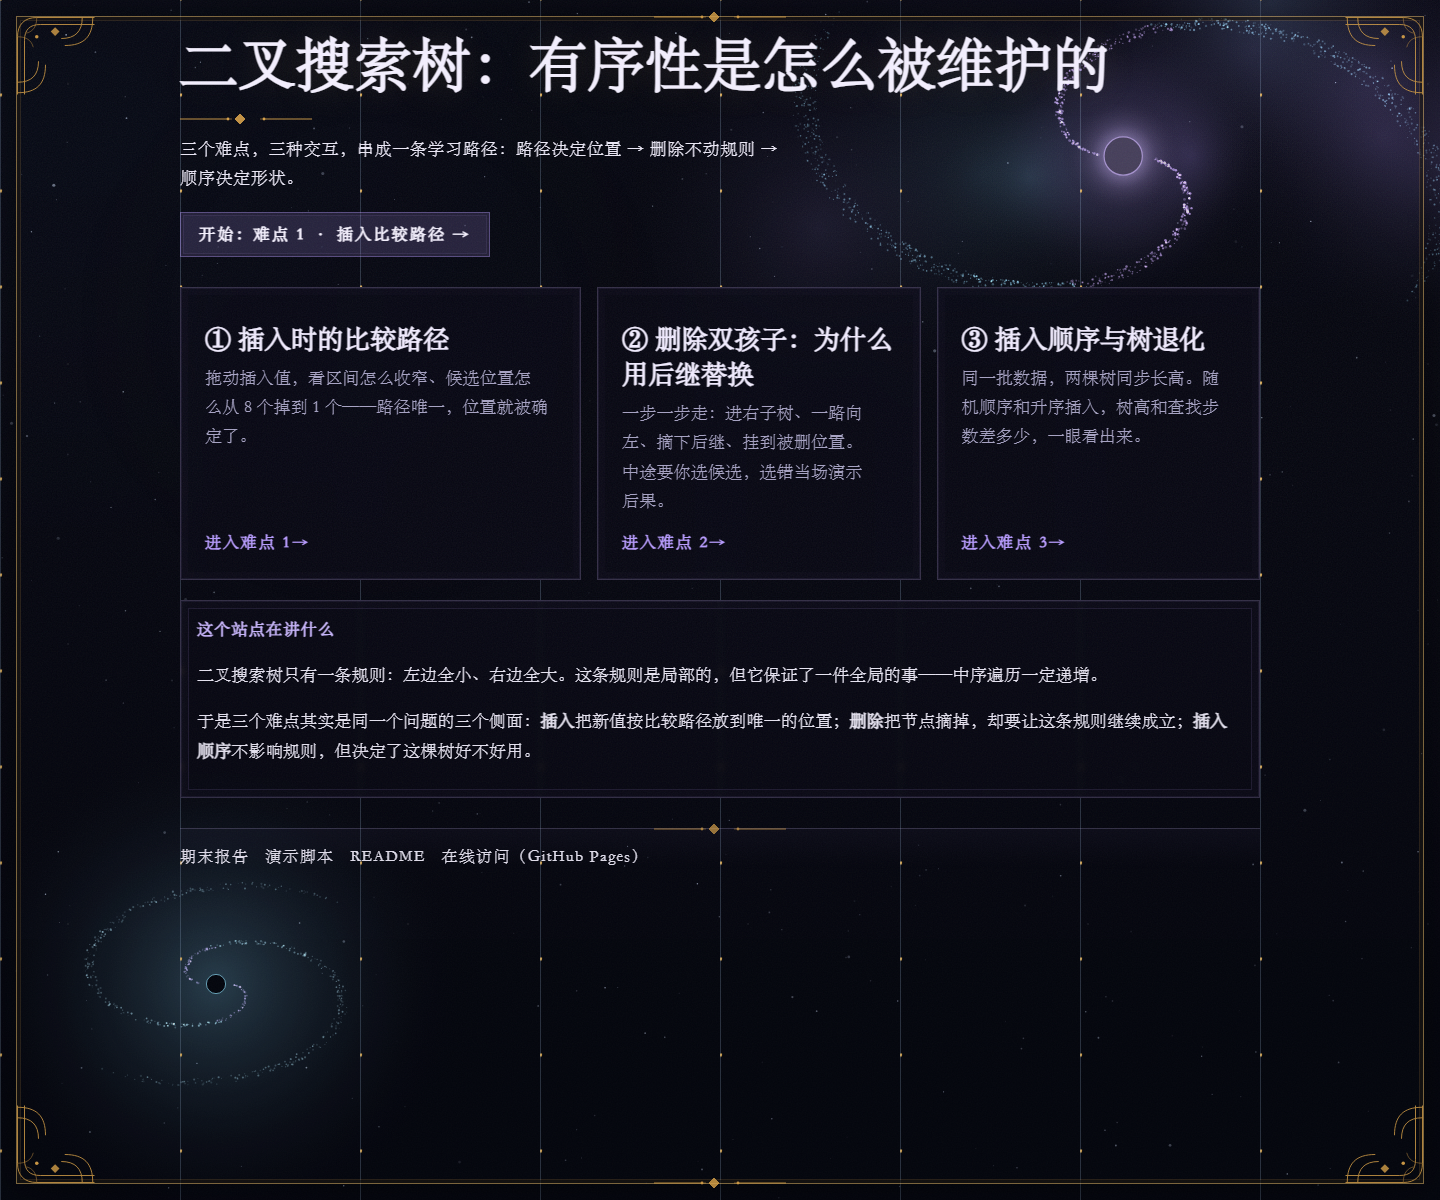 二叉搜索树：有序性是怎么被维护的
三个难点，三种交互，串成一条学习路径：路径决定位置 → 删除不动规则 →
顺序决定形状。
开始：难点 1 · 插入比较路径 →
① 插入时的比较路径
拖动插入值，看区间怎么收窄、候选位置怎
么从 8 个掉到 1 个——路径唯一，位置就被确
定了。
进入难点 1→
② 删除双孩子：为什么
用后继替换
一步一步走：进右子树、一路向
左、摘下后继、挂到被删位置。
中途要你选候选，选错当场演示
后果。
进入难点 2→
③ 插入顺序与树退化
同一批数据，两棵树同步长高。随
机顺序和升序插入，树高和查找步
数差多少，一眼看出来。
进入难点 3→
这个站点在讲什么
二叉搜索树只有一条规则：左边全小、右边全大。这条规则是局部的，但它保证了一件全局的事——中序遍历一定递增。
于是三个难点其实是同一个问题的三个侧面：插入把新值按比较路径放到唯一的位置；删除把节点摘掉，却要让这条规则继续成立；插入
顺序不影响规则，但决定了这棵树好不好用。
期末报告 演示脚本 README 在线访问（GitHub Pages）